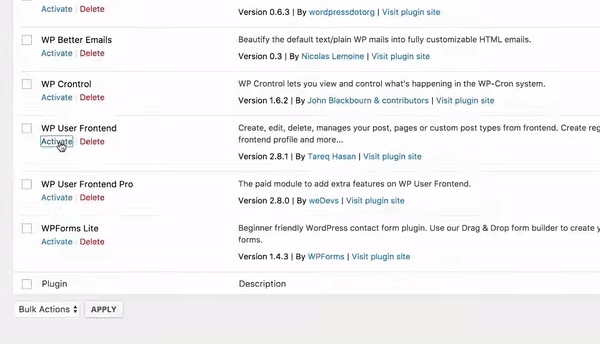 Activate | Delete
Version 0.6.3 | By wordpressdotorg | Visit plugin site
WP Better Emails
Beautify the default text/plain WP mails into fully customizable HTML emails.
Activate | Delete
Version 0.3 | By Nicolas Lemoine | Visit plugin site
WP Crontrol
WP Crontrol lets you view and control what's happening in the WP-Cron system.
Activate | Delete
Version 1.6.2 | By John Blackbourn & contributors | Visit plugin site
WP User Frontend
Create, edit, delete, manages your post, pages or custom post types from frontend. Create reg
Activate | Delete
frontend profile and more...
Version 2.8.1 | By Tareq Hasan | Visit plugin site
WP User Frontend Pro
The paid module to add extra features on WP User Frontend.
Activate | Delete
Version 2.8.0 | By weDevs | Visit plugin site
WPForms Lite
Beginner friendly WordPress contact form plugin. Use our Drag & Drop form builder to create y
Activate | Delete
forms.
Version 1.4.3 | By WPForms | Visit plugin site
Plugin
Description
Bulk Actions
APPLY